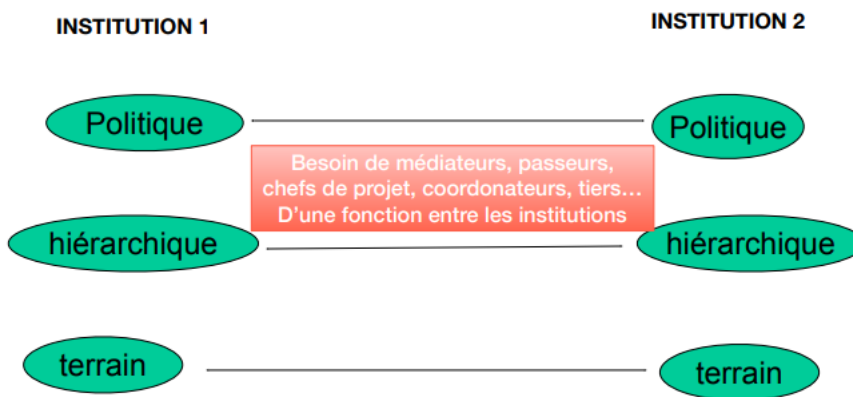 INSTITUTION 1
INSTITUTION 2
Politique
Politique
Besoin de médiateurs, passeurs,
chefs de projet, coordonateurs, tiers…
D’une fonction entre les institutions
hiérarchique
hiérarchique
terrain
terrain